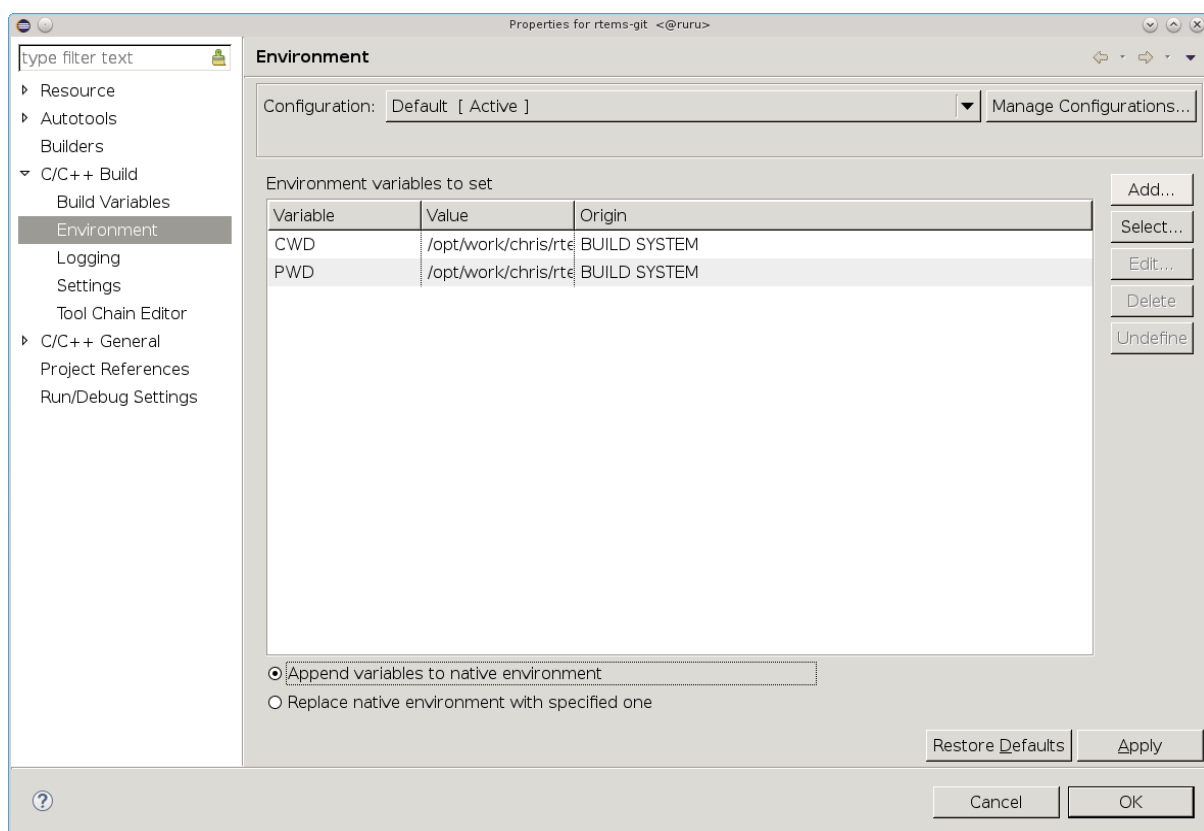 Properties for rtems-git <@ruru>
type filter text
Resource
Autotools
Builders
C/C++ Build
Build Variables
Environment
Logging
Settings
Tool Chain Editor
C/C++ General
Project References
Run/Debug Settings
Environment
Configuration: Default [ Active ] Manage Configurations...
Environment variables to set
Variable Value Origin
CWD /opt/work/chris/rte BUILD SYSTEM
PWD /opt/work/chris/rte BUILD SYSTEM
Add...
Select...
Edit...
Delete
Undefine
Append variables to native environment
Replace native environment with specified one
Restore Defaults Apply
? Cancel OK